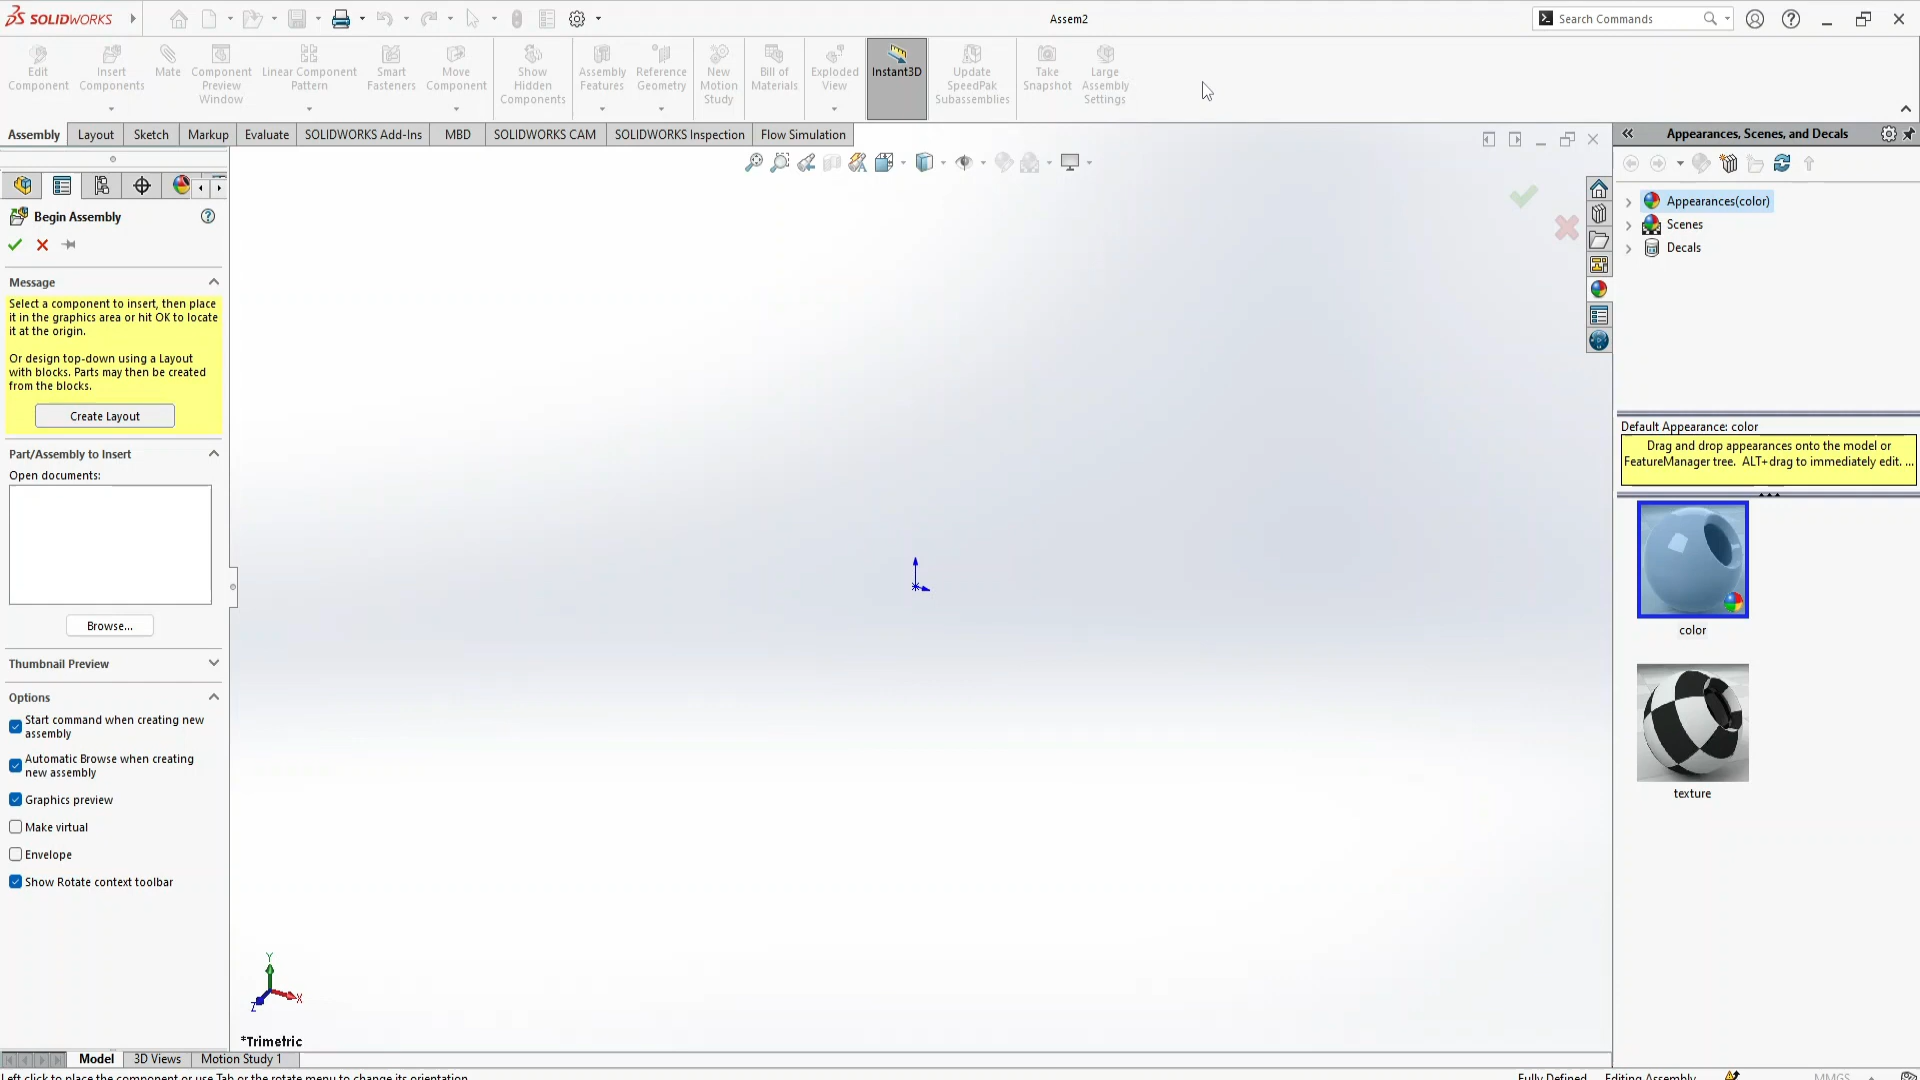 SOLIDWORKS
Assem2
Search Commands
Edit Component
Insert Components
Mate
Component Preview Window
Linear Component Pattern
Smart Fasteners
Move Component
Show Hidden Components
Assembly Features
Reference Geometry
New Motion Study
Bill of Materials
Exploded View
Instant3D
Update SpeedPak Subassemblies
Take Snapshot
Large Assembly Settings
Assembly
Layout
Sketch
Markup
Evaluate
SOLIDWORKS Add-Ins
MBD
SOLIDWORKS CAM
SOLIDWORKS Inspection
Flow Simulation
Begin Assembly
Message
Select a component to insert, then place
it in the graphics area or hit OK to locate
it at the origin.
Or design top-down using a Layout
with blocks. Parts may then be created
from the blocks.
Create Layout
Part/Assembly to Insert
Open documents:
Browse...
Thumbnail Preview
Options
Start command when creating new
assembly
Automatic Browse when creating
new assembly
Graphics preview
Make virtual
Envelope
Show Rotate context toolbar
Y
X
Z
*Trimetric
Appearances, Scenes, and Decals
Appearances(color)
Scenes
Decals
Default Appearance: color
Drag and drop appearances onto the model or
FeatureManager tree. ALT+drag to immediately edit. ...
color
texture
Model
3D Views
Motion Study 1
Left click to place the component or use Tab or the rotate menu to change its orientation
Fully Defined
Editing Assembly
MMGS